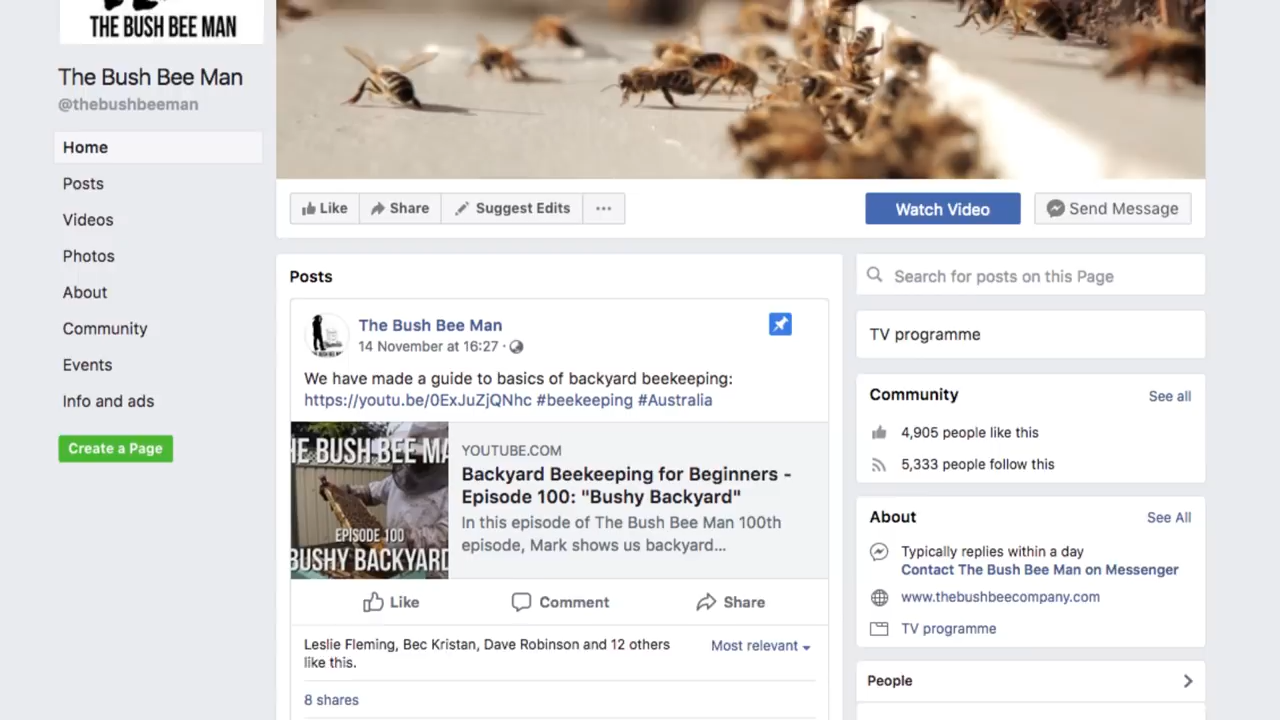 THE BUSH BEE MAN
The Bush Bee Man
@thebushbeeman
Home
Posts
Videos
Photos
About
Community
Events
Info and ads
Create a Page
Like
Share
Suggest Edits
Watch Video
Send Message
Posts
The Bush Bee Man
14 November at 16:27 ·
We have made a guide to basics of backyard beekeeping:
https://youtu.be/0ExJuZjQNhc #beekeeping #Australia
HE BUSH BEE MA
EPISODE 100
BUSHY BACKYARD
YOUTUBE.COM
Backyard Beekeeping for Beginners -
Episode 100: "Bushy Backyard"
In this episode of The Bush Bee Man 100th
episode, Mark shows us backyard...
Like
Comment
Share
Leslie Fleming, Bec Kristan, Dave Robinson and 12 others
like this.
Most relevant
8 shares
Search for posts on this Page
TV programme
Community
See all
4,905 people like this
5,333 people follow this
About
See All
Typically replies within a day
Contact The Bush Bee Man on Messenger
www.thebushbeecompany.com
TV programme
People